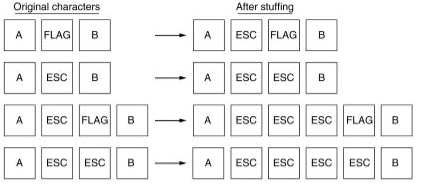 Original characters After stuffing
A FLAG B A ESC FLAG B
A ESC B A ESC ESC B
A ESC FLAG B A ESC ESC ESC FLAG B
A ESC ESC B A ESC ESC ESC ESC B